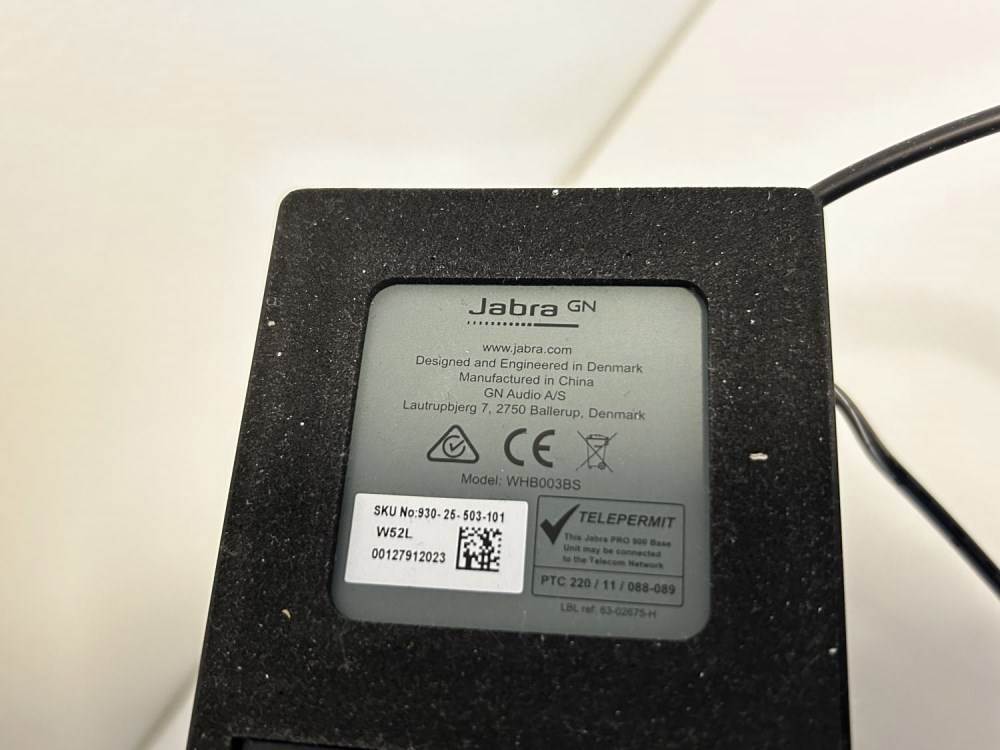 Jabra GN
www.jabra.com
Designed and Engineered in Denmark
Manufactured in China
GN Audio A/S
Lautrupbjerg 7, 2750 Ballerup, Denmark
CE
Model: WHB003BS
SKU No:930-25-503-101
W52L
00127912023
TELEPERMIT
This Jabra PRO 900 Base
Unit may be connected
to the Telecom Network
PTC 220 / 11 / 088-089
LBL ref. 63-02675-H